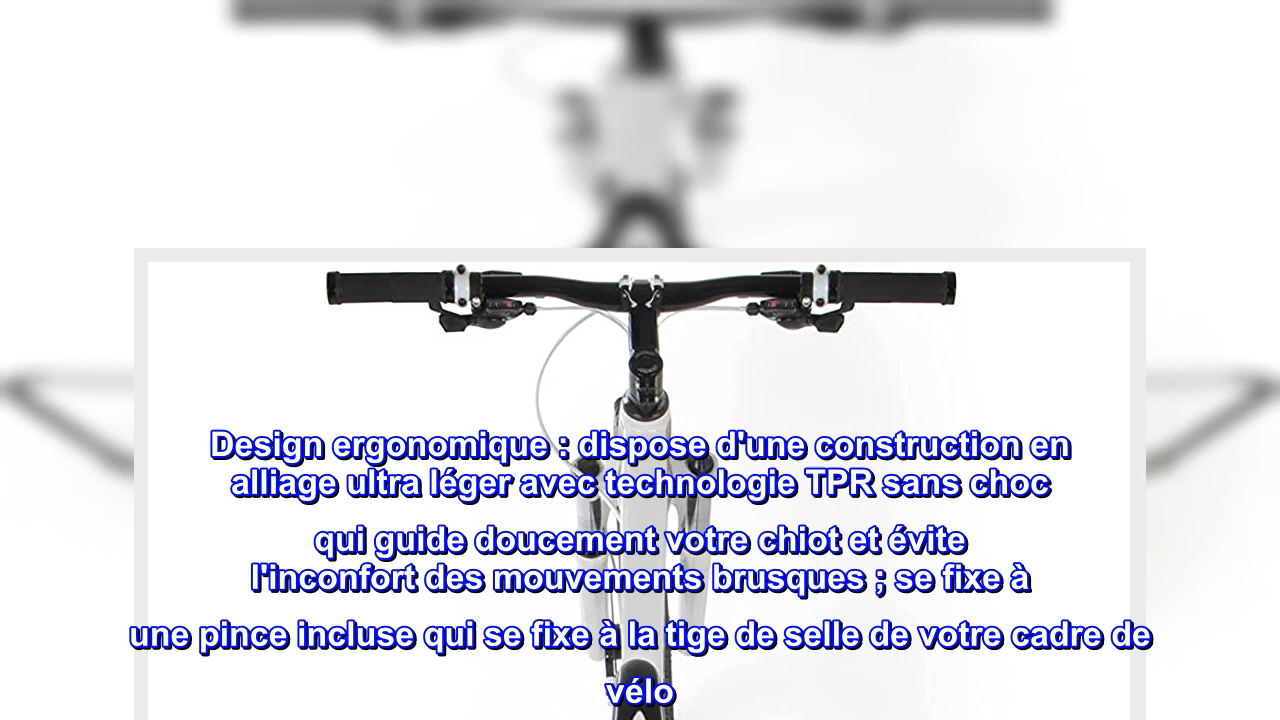 Design ergonomique : dispose d'une construction en
alliage ultra léger avec technologie TPR sans choc
qui guide doucement votre chiot et évite
l'inconfort des mouvements brusques ; se fixe à
une pince incluse qui se fixe à la tige de selle de votre cadre de
vélo